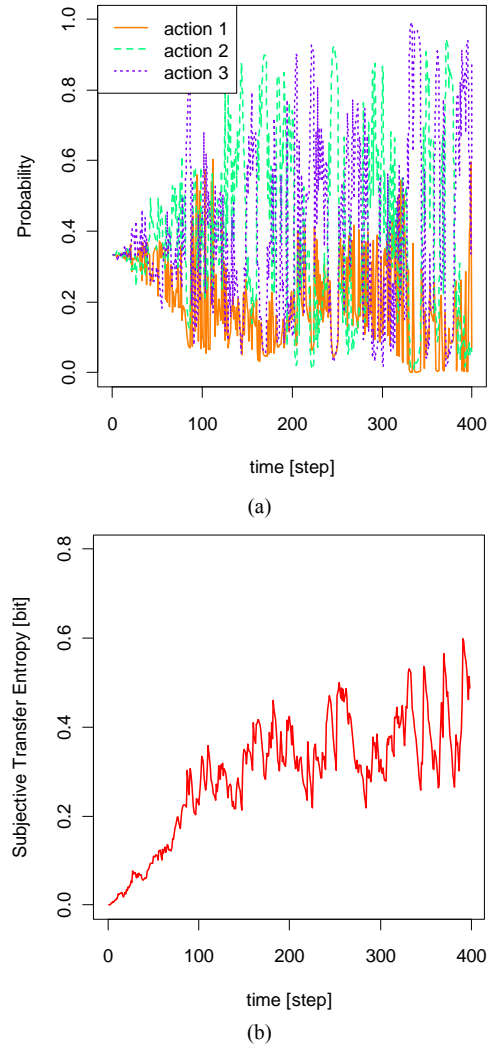 action 1
action 2
action 3
Probability
0.0 0.2 0.4 0.6 0.8 1.0
0 100 200 300 400
time [step]
(a)
Subjective Transfer Entropy [bit]
0.0 0.2 0.4 0.6 0.8
0 100 200 300 400
time [step]
(b)